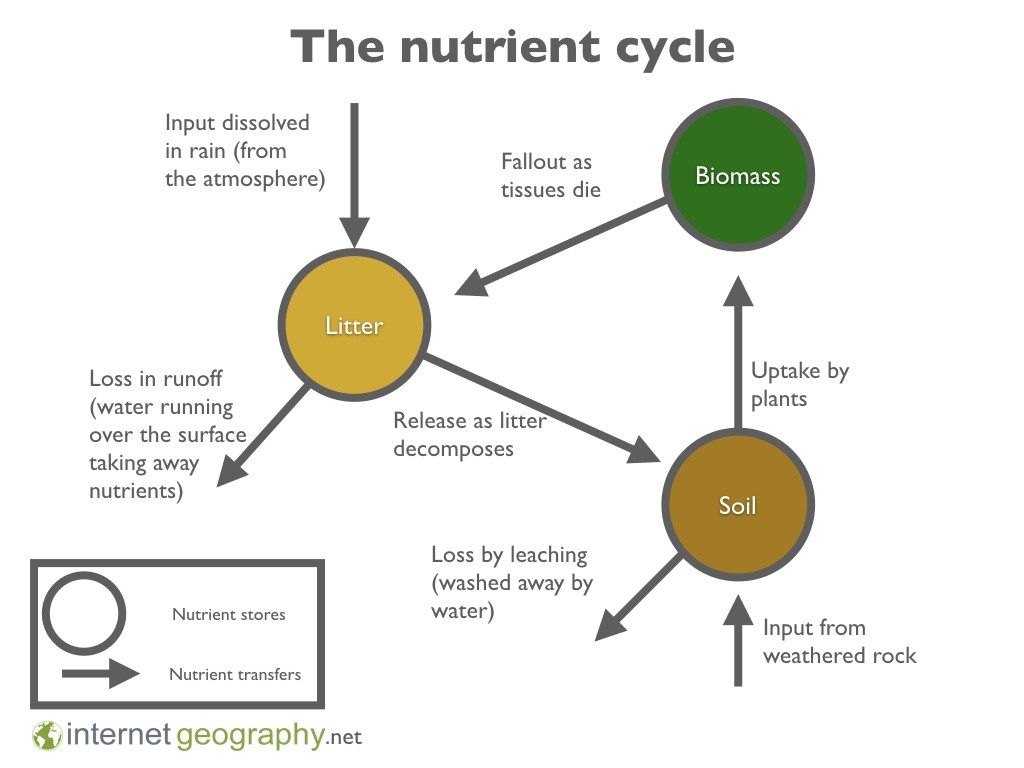 The nutrient cycle
Input dissolved
in rain (from
the atmosphere)
Fallout as
tissues die
Biomass
Litter
Loss in runoff
(water running
over the surface
taking away
nutrients)
Release as litter
decomposes
Uptake by
plants
Soil
Loss by leaching
(washed away by
water)
Input from
weathered rock
Nutrient stores
Nutrient transfers
internetgeography.net